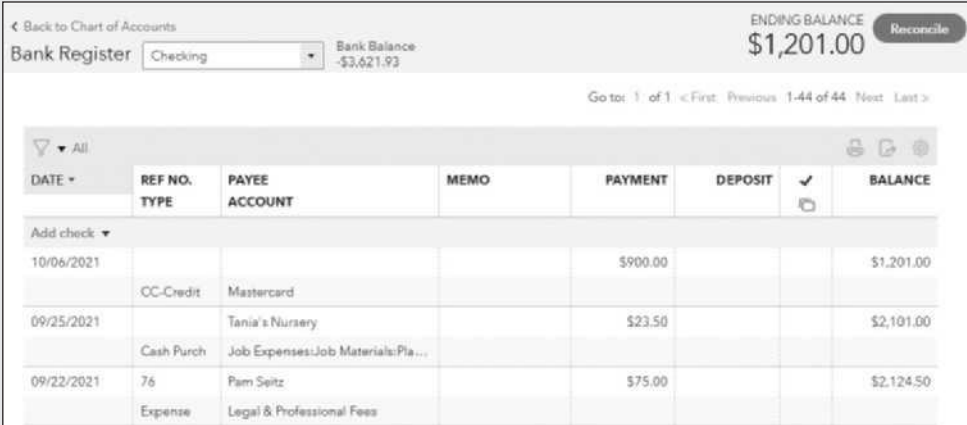 < Back to Chart of Accounts
Bank Register Checking Bank Balance
-$3,621.93
ENDING BALANCE
$1,201.00 Reconcile
Go to: 1 of 1 < First Previous 1-44 of 44 Next Last >
All
DATE REF NO. PAYEE MEMO PAYMENT DEPOSIT ✓ BALANCE
TYPE ACCOUNT
Add check
10/06/2021 $900.00 $1,201.00
CC-Credit Mastercard
09/25/2021 Tania's Nursery $23.50 $2,101.00
Cash Purch Job Expenses:Job Materials:Pla...
09/22/2021 76 Pam Seitz $75.00 $2,124.50
Expense Legal & Professional Fees